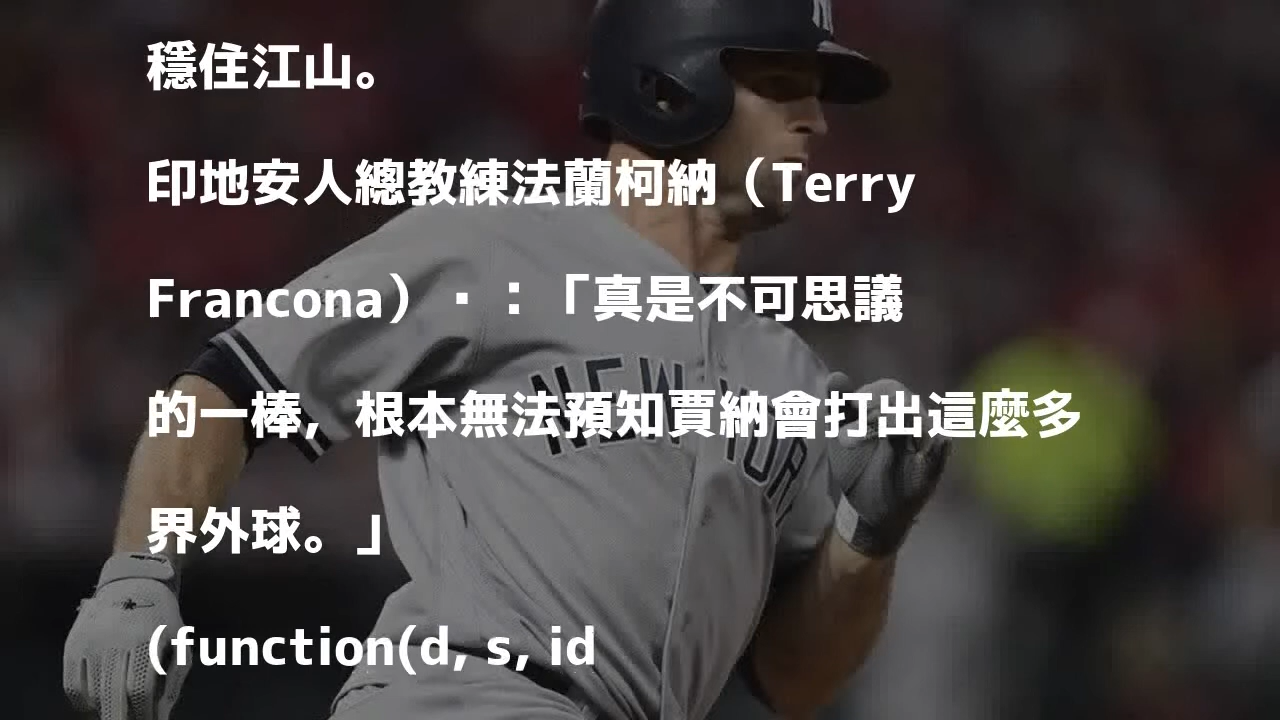 穩住江山。
印地安人總教練法蘭柯納（Terry
Francona）▪：「真是不可思議
的一棒，根本無法預知賈納會打出這麼多
界外球。」
(function(d, s, id
NEW YOR